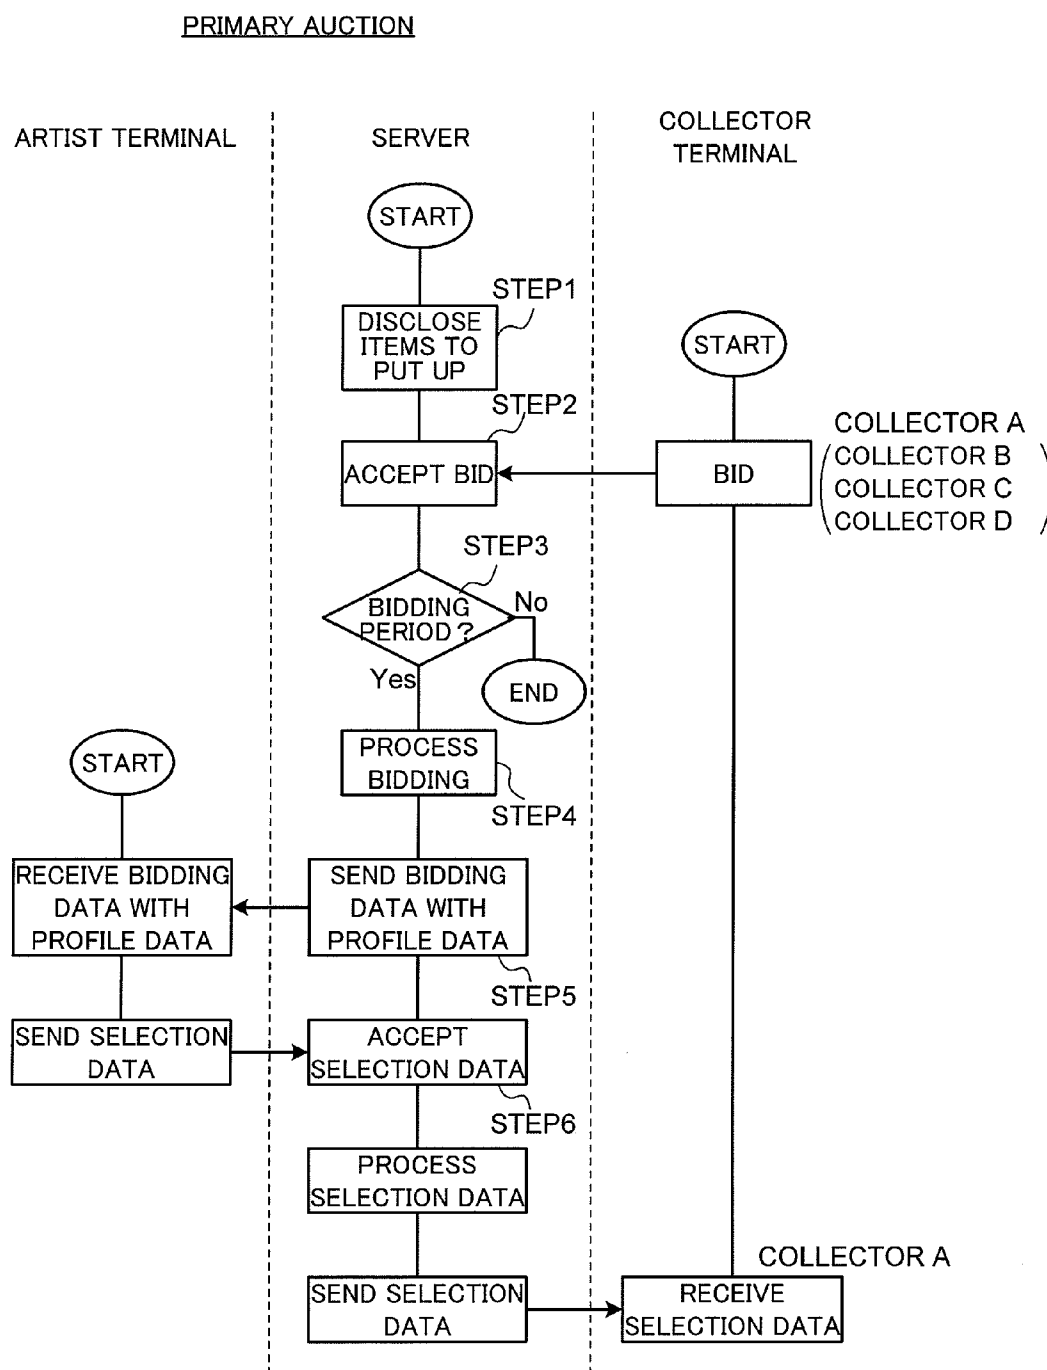 PRIMARY AUCTION
ARTIST TERMINAL
SERVER
COLLECTOR
TERMINAL
START
STEP1
DISCLOSE
ITEMS TO
PUT UP
START
STEP2
ACCEPT BID
BID
COLLECTOR A
COLLECTOR B
COLLECTOR C
COLLECTOR D
STEP3
BIDDING
PERIOD?
No
Yes
END
PROCESS
BIDDING
STEP4
START
RECEIVE BIDDING
DATA WITH
PROFILE DATA
SEND BIDDING
DATA WITH
PROFILE DATA
STEP5
SEND SELECTION
DATA
ACCEPT
SELECTION DATA
STEP6
PROCESS
SELECTION DATA
COLLECTOR A
SEND SELECTION
DATA
RECEIVE
SELECTION DATA